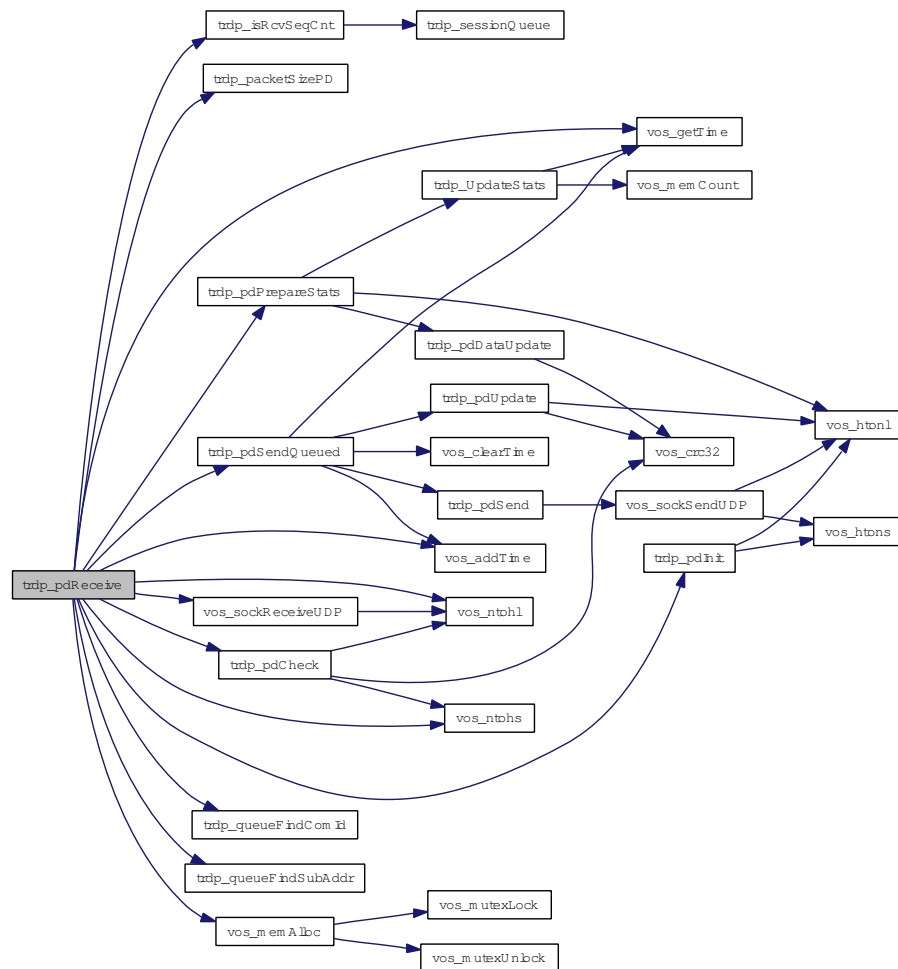 trdp_isRcvSeqCnt
trdp_sessionQueue
trdp_packetSizePD
vos_getTime
trdp_UpdateStats
vos_memCount
trdp_pdPrepareStats
trdp_pdDataUpdate
trdp_pdUpdate
vos_htonl
trdp_pdSendQueued
vos_clearTime
vos_crc32
trdp_pdSend
vos_sockSendUDP
vos_htons
vos_addTime
trdp_pdInit
trdp_pdReceive
vos_sockReceiveUDP
vos_ntohl
trdp_pdCheck
vos_ntohs
trdp_queueFindComId
trdp_queueFindSubAddr
vos_mutexLock
vos_memAlloc
vos_mutexUnlock